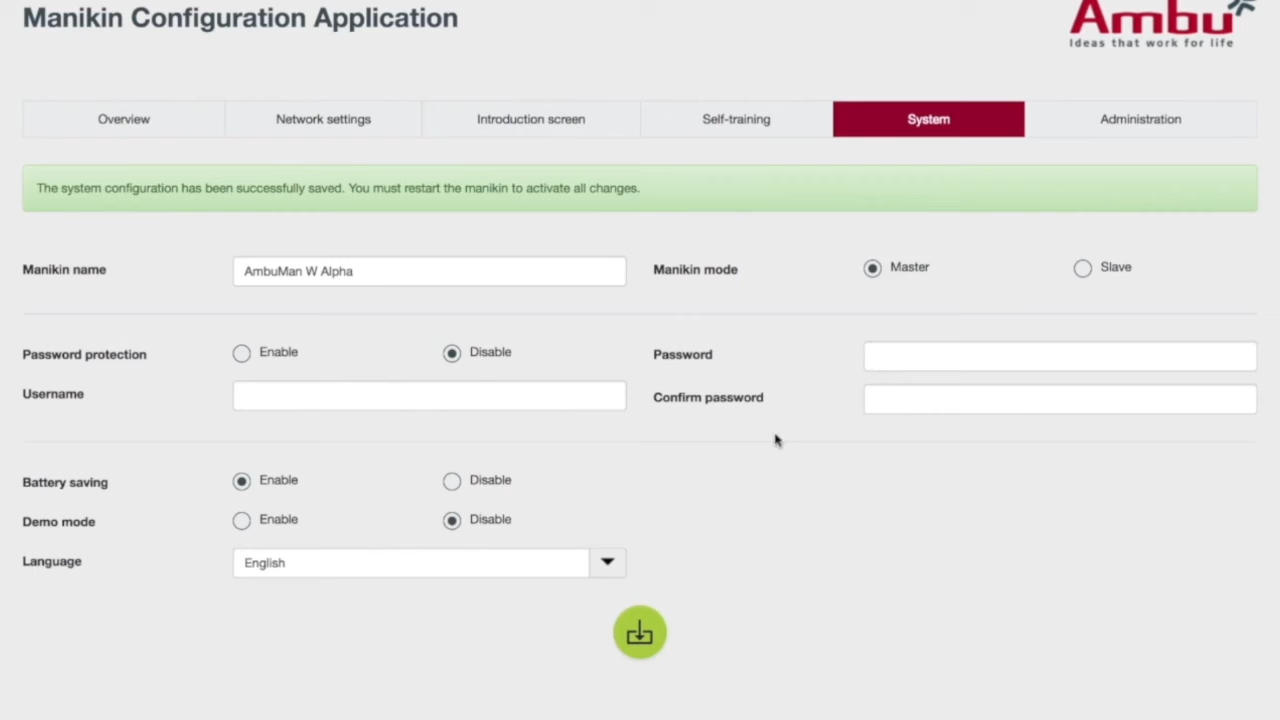 Manikin Configuration Application
Ambu
Ideas that work for life
Overview Network settings Introduction screen Self-training System Administration
The system configuration has been successfully saved. You must restart the manikin to activate all changes.
Manikin name AmbuMan W Alpha Manikin mode Master Slave
Password protection Enable Disable Password
Username Confirm password
Battery saving Enable Disable
Demo mode Enable Disable
Language English